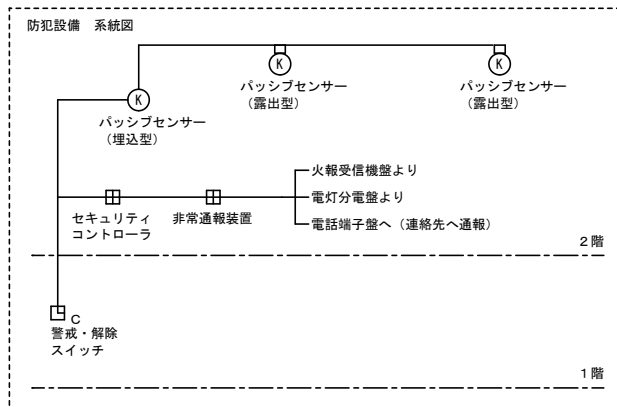 防犯設備　系統図
K
K
パッシブセンサー
（露出型）
パッシブセンサー
（露出型）
K
パッシブセンサー
（埋込型）
火報受信機盤より
電灯分電盤より
電話端子盤へ（連絡先へ通報）
セキュリティ
コントローラ
非常通報装置
２階
C
警戒・解除
スイッチ
１階